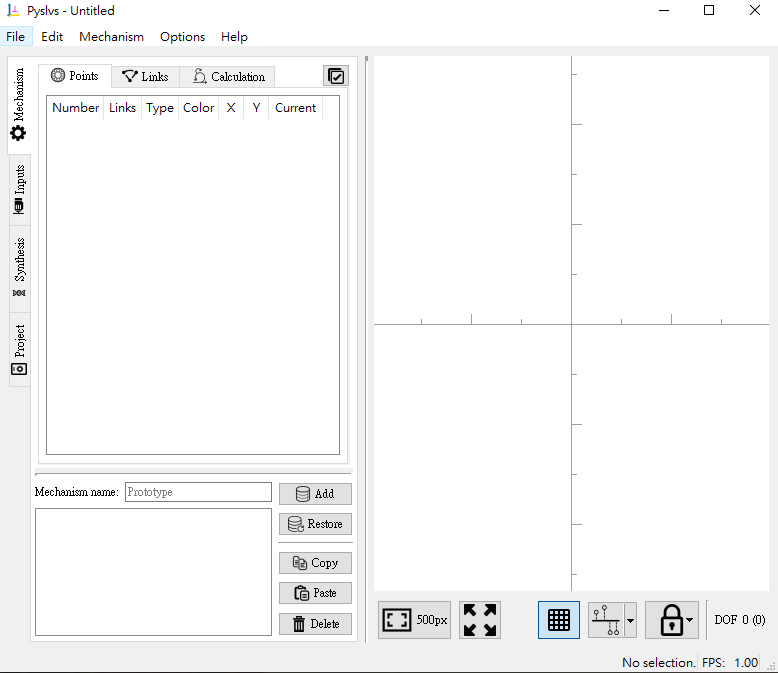 Pyslvs - Untitled
File Edit Mechanism Options Help
Mechanism
Inputs
Synthesis
Project
Points Links Calculation
Number Links Type Color X Y Current
Mechanism name: Prototype
Add
Restore
Copy
Paste
Delete
500px
DOF 0 (0)
No selection. FPS: 1.00